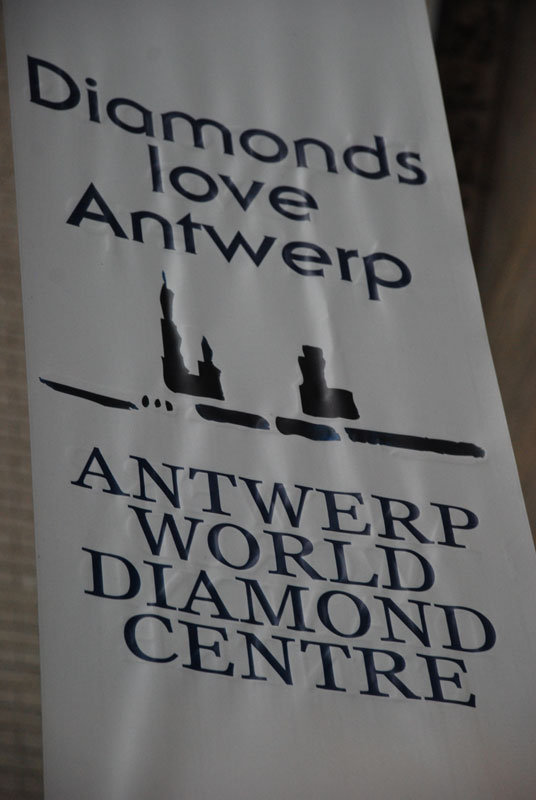 Diamonds
love
Antwerp
ANTWERP
WORLD
DIAMOND
CENTRE